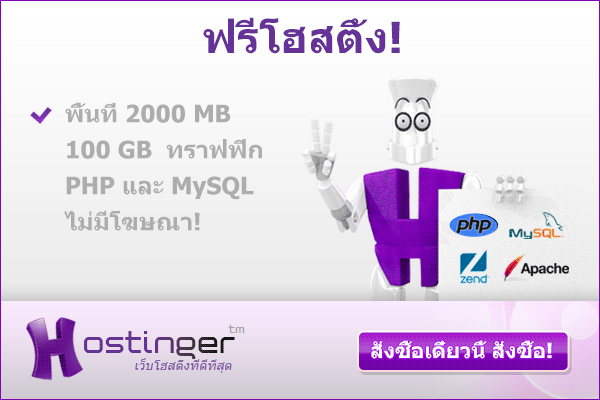 ฟรีโฮสติ้ง!
พื้นที่ 2000 MB
100 GB ทราฟฟิก
PHP และ MySQL
ไม่มีโฆษณา!
php
MySQL
zend
Apache
Hostinger tm
เว็บโฮสติ้งที่ดีที่สุด
สั่งซื้อเดี๋ยวนี้ สั่งซื้อ!